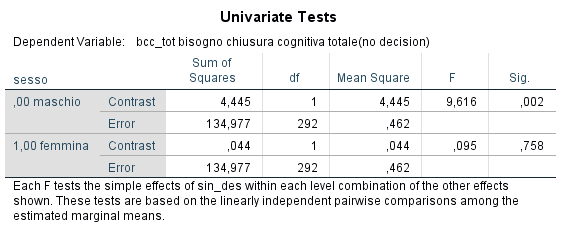 Univariate Tests
Dependent Variable: bcc_tot bisogno chiusura cognitiva totale(no decision)
sesso Sum of Squares df Mean Square F Sig.
,00 maschio Contrast 4,445 1 4,445 9,616 ,002
Error 134,977 292 ,462
1,00 femmina Contrast ,044 1 ,044 ,095 ,758
Error 134,977 292 ,462
Each F tests the simple effects of sin_des within each level combination of the other effects
shown. These tests are based on the linearly independent pairwise comparisons among the
estimated marginal means.